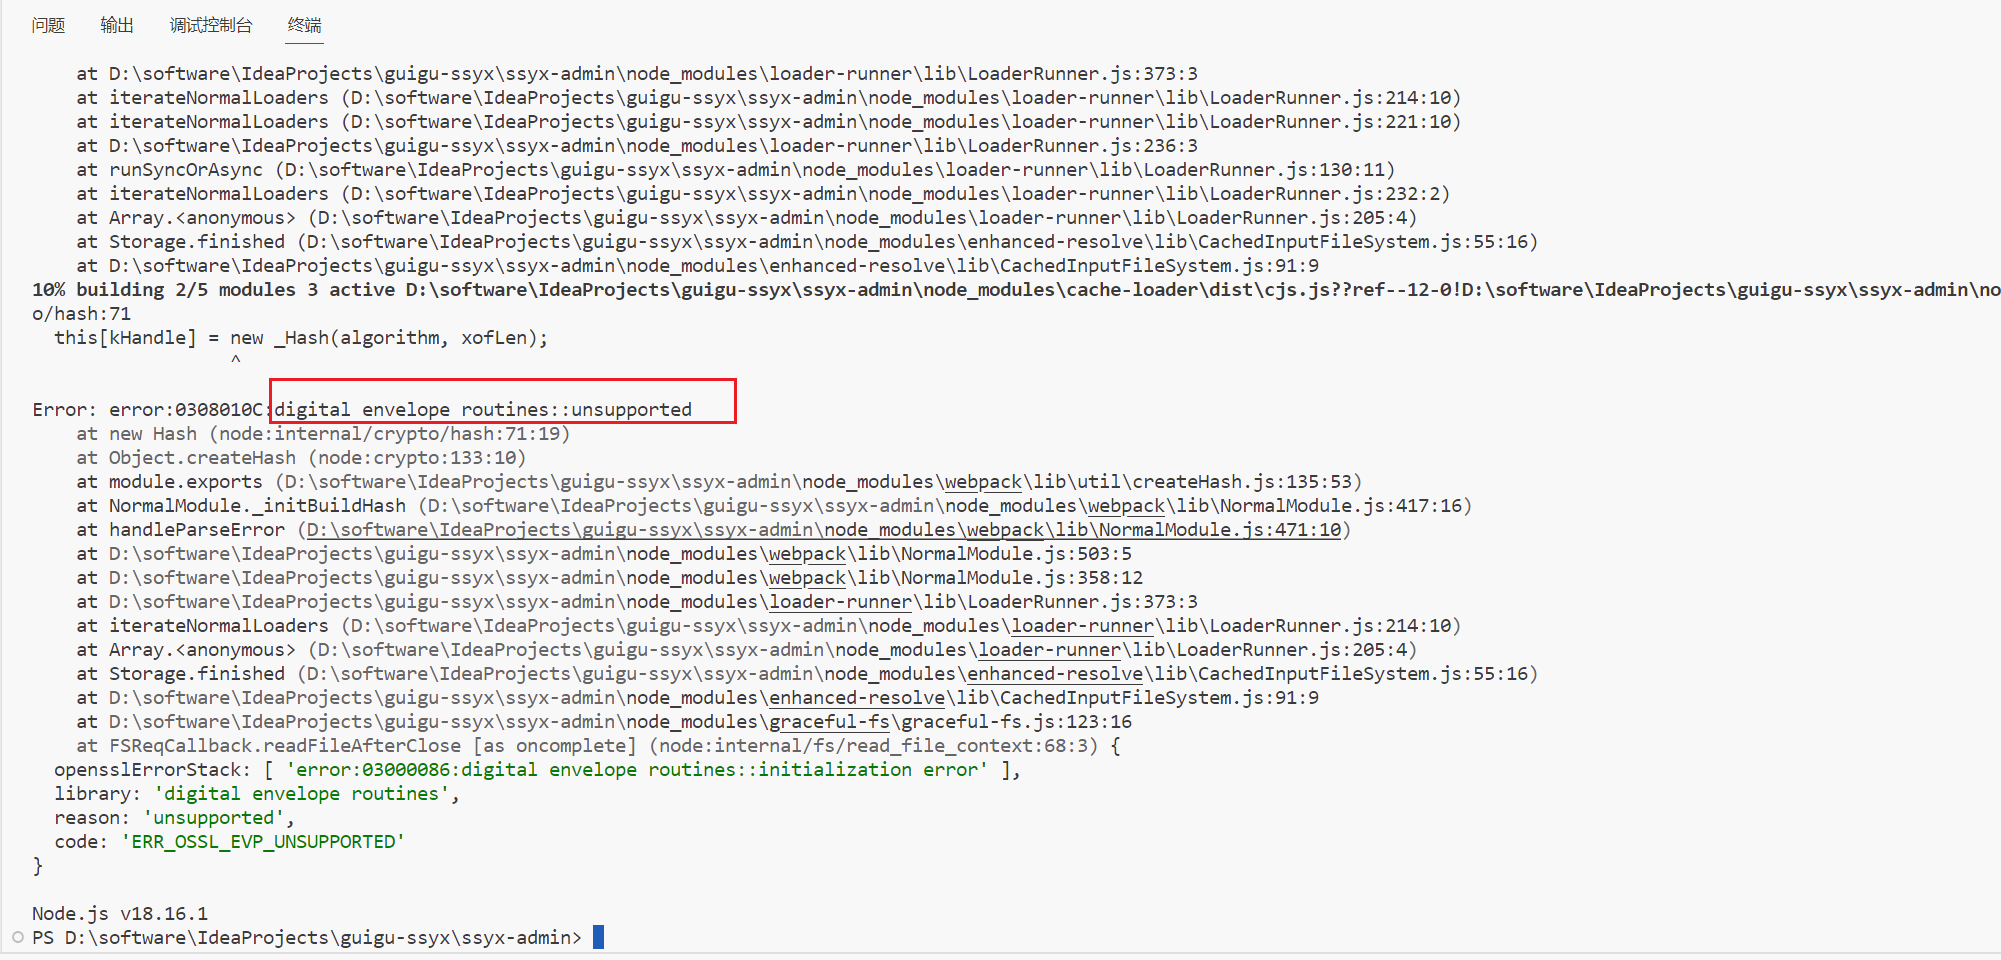 问题 输出 调试控制台 终端
at D:\software\IdeaProjects\guigu-ssyx\ssyx-admin\node_modules\loader-runner\lib\LoaderRunner.js:373:3
at iterateNormalLoaders (D:\software\IdeaProjects\guigu-ssyx\ssyx-admin\node_modules\loader-runner\lib\LoaderRunner.js:214:10)
at iterateNormalLoaders (D:\software\IdeaProjects\guigu-ssyx\ssyx-admin\node_modules\loader-runner\lib\LoaderRunner.js:221:10)
at D:\software\IdeaProjects\guigu-ssyx\ssyx-admin\node_modules\loader-runner\lib\LoaderRunner.js:236:3
at runSyncOrAsync (D:\software\IdeaProjects\guigu-ssyx\ssyx-admin\node_modules\loader-runner\lib\LoaderRunner.js:130:11)
at iterateNormalLoaders (D:\software\IdeaProjects\guigu-ssyx\ssyx-admin\node_modules\loader-runner\lib\LoaderRunner.js:232:2)
at Array.<anonymous> (D:\software\IdeaProjects\guigu-ssyx\ssyx-admin\node_modules\loader-runner\lib\LoaderRunner.js:205:4)
at Storage.finished (D:\software\IdeaProjects\guigu-ssyx\ssyx-admin\node_modules\enhanced-resolve\lib\CachedInputFileSystem.js:55:16)
at D:\software\IdeaProjects\guigu-ssyx\ssyx-admin\node_modules\enhanced-resolve\lib\CachedInputFileSystem.js:91:9
10% building 2/5 modules 3 active D:\software\IdeaProjects\guigu-ssyx\ssyx-admin\node_modules\cache-loader\dist\cjs.js??ref--12-0!D:\software\IdeaProjects\guigu-ssyx\ssyx-admin\no
o/hash:71
this[kHandle] = new _Hash(algorithm, xofLen);
^
Error: error:0308010C:digital envelope routines::unsupported
at new Hash (node:internal/crypto/hash:71:19)
at Object.createHash (node:crypto:133:10)
at module.exports (D:\software\IdeaProjects\guigu-ssyx\ssyx-admin\node_modules\webpack\lib\util\createHash.js:135:53)
at NormalModule._initBuildHash (D:\software\IdeaProjects\guigu-ssyx\ssyx-admin\node_modules\webpack\lib\NormalModule.js:417:16)
at handleParseError (D:\software\IdeaProjects\guigu-ssyx\ssyx-admin\node_modules\webpack\lib\NormalModule.js:471:10)
at D:\software\IdeaProjects\guigu-ssyx\ssyx-admin\node_modules\webpack\lib\NormalModule.js:503:5
at D:\software\IdeaProjects\guigu-ssyx\ssyx-admin\node_modules\webpack\lib\NormalModule.js:358:12
at D:\software\IdeaProjects\guigu-ssyx\ssyx-admin\node_modules\loader-runner\lib\LoaderRunner.js:373:3
at iterateNormalLoaders (D:\software\IdeaProjects\guigu-ssyx\ssyx-admin\node_modules\loader-runner\lib\LoaderRunner.js:214:10)
at Array.<anonymous> (D:\software\IdeaProjects\guigu-ssyx\ssyx-admin\node_modules\loader-runner\lib\LoaderRunner.js:205:4)
at Storage.finished (D:\software\IdeaProjects\guigu-ssyx\ssyx-admin\node_modules\enhanced-resolve\lib\CachedInputFileSystem.js:55:16)
at D:\software\IdeaProjects\guigu-ssyx\ssyx-admin\node_modules\enhanced-resolve\lib\CachedInputFileSystem.js:91:9
at D:\software\IdeaProjects\guigu-ssyx\ssyx-admin\node_modules\graceful-fs\graceful-fs.js:123:16
at FSReqCallback.readFileAfterClose [as oncomplete] (node:internal/fs/read_file_context:68:3) {
opensslErrorStack: [ 'error:03000086:digital envelope routines::initialization error' ],
library: 'digital envelope routines',
reason: 'unsupported',
code: 'ERR_OSSL_EVP_UNSUPPORTED'
}
Node.js v18.16.1
PS D:\software\IdeaProjects\guigu-ssyx\ssyx-admin>